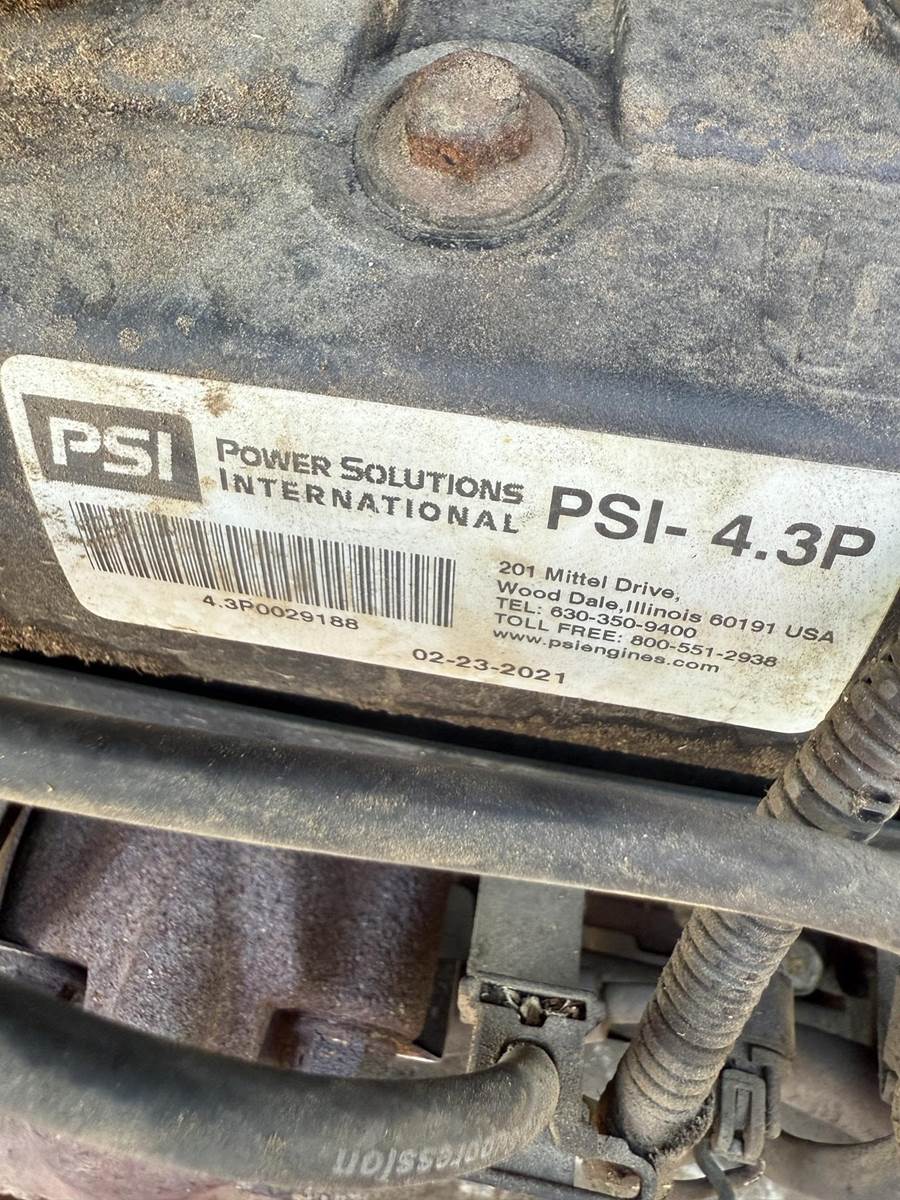 PSI
POWER SOLUTIONS
INTERNATIONAL
PSI- 4.3P
4.3P0029188
201 Mittel Drive,
Wood Dale,Illinois 60191 USA
TEL: 630-350-9400
TOLL FREE: 800-551-2938
www.psiengines.com
02-23-2021